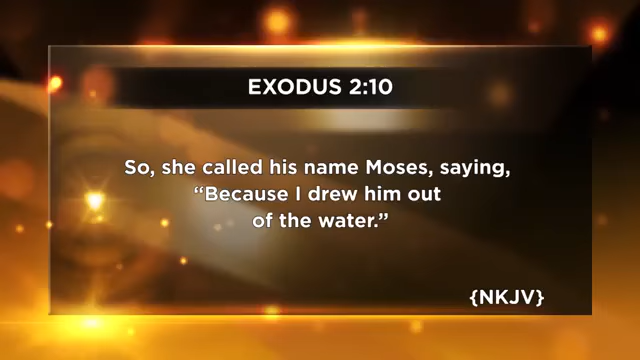 EXODUS 2:10
So, she called his name Moses, saying,
“Because I drew him out
of the water.”
{NKJV}